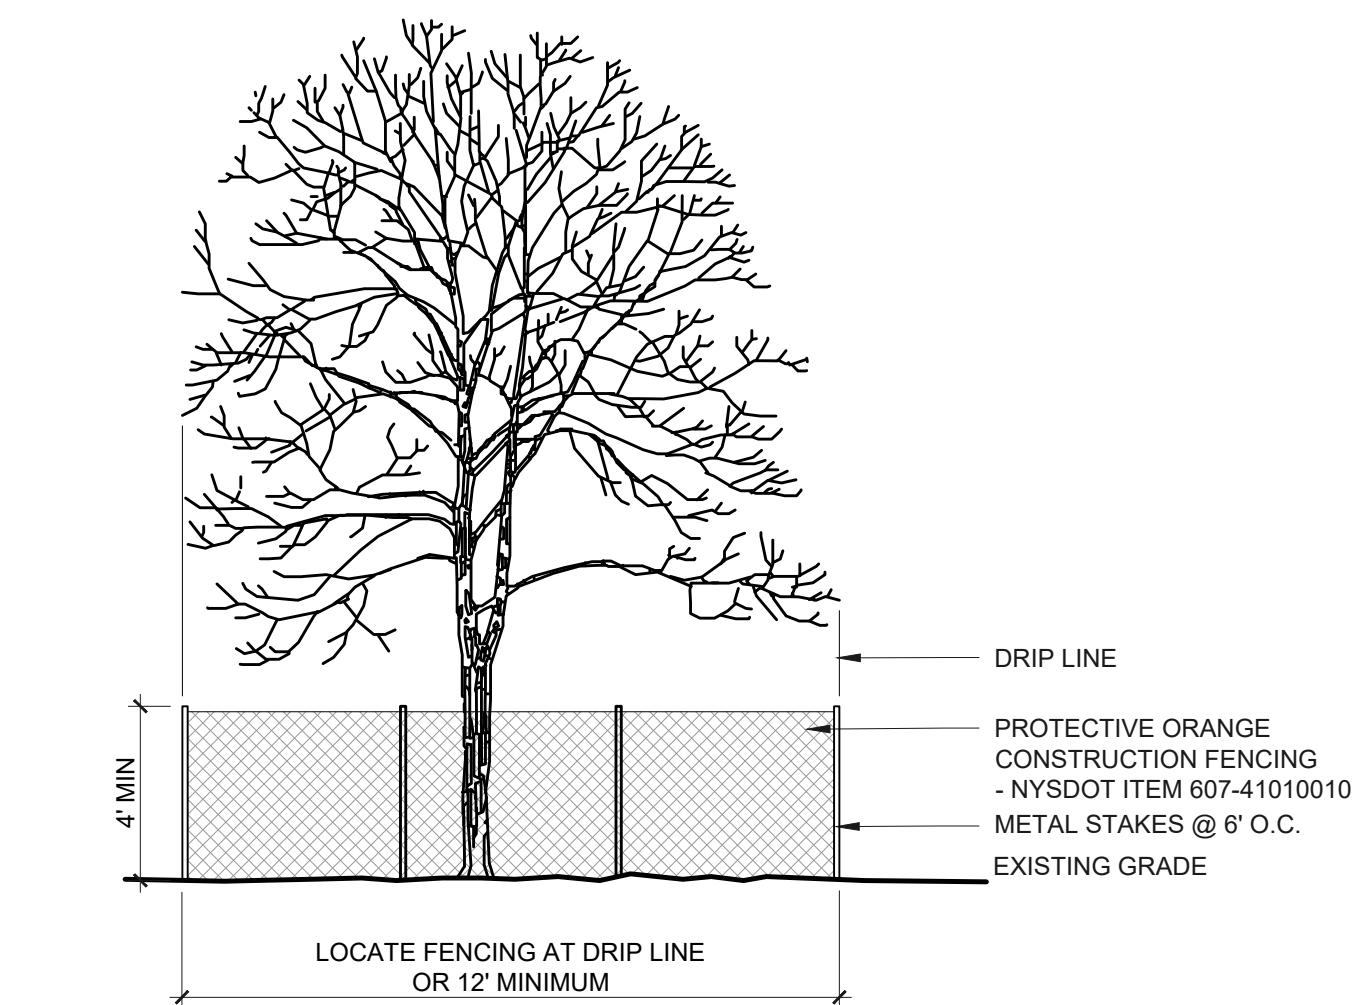 DRIP LINE
PROTECTIVE ORANGE
CONSTRUCTION FENCING
- NYSDOT ITEM 607-41010010
METAL STAKES @ 6' O.C.
EXISTING GRADE
4' MIN
LOCATE FENCING AT DRIP LINE
OR 12' MINIMUM